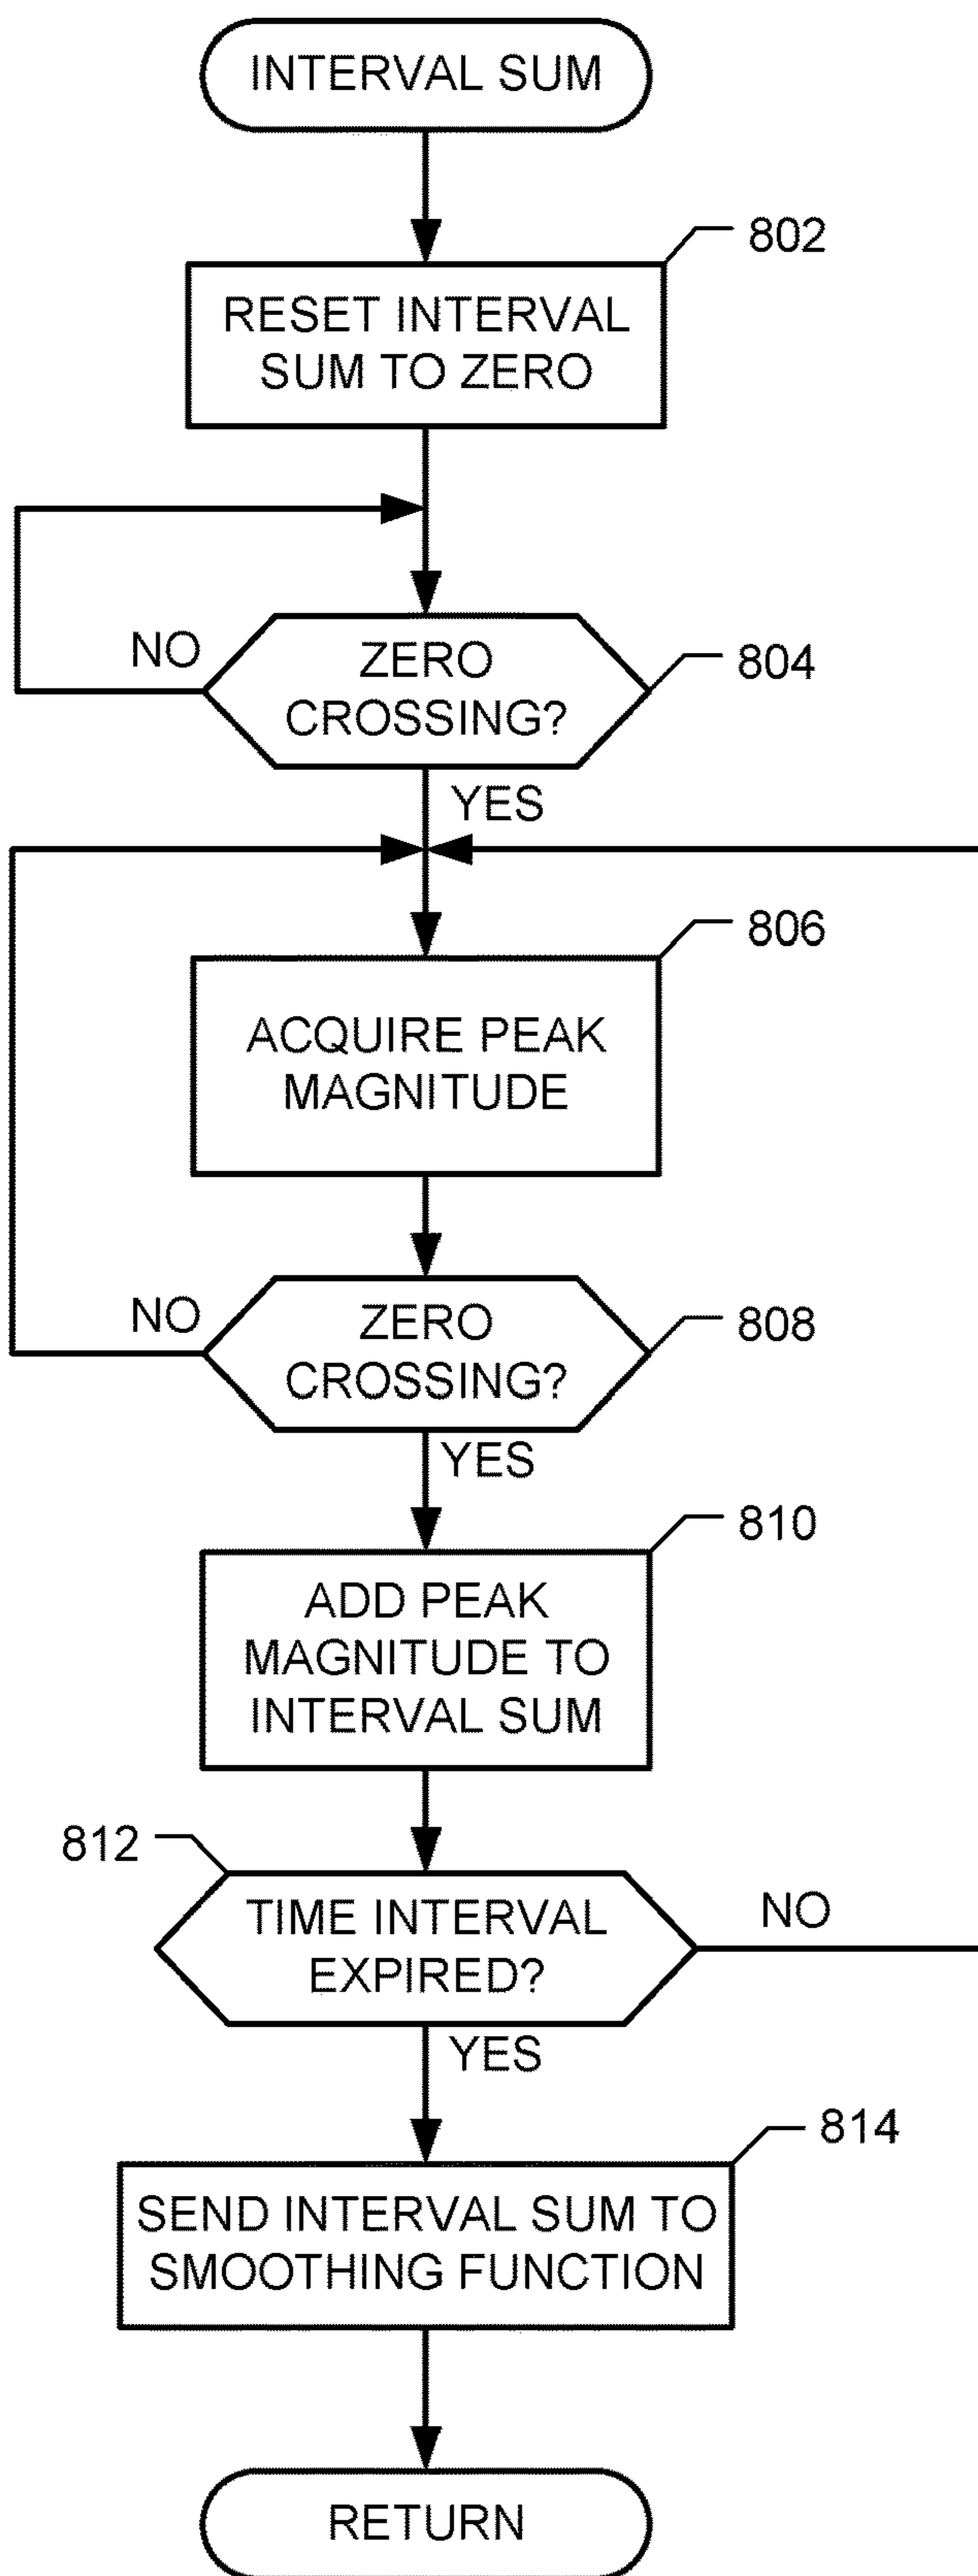 INTERVAL SUM
802
RESET INTERVAL
SUM TO ZERO
NO
ZERO
CROSSING?
804
YES
806
ACQUIRE PEAK
MAGNITUDE
NO
ZERO
CROSSING?
808
YES
810
ADD PEAK
MAGNITUDE TO
INTERVAL SUM
812
TIME INTERVAL
EXPIRED?
NO
YES
814
SEND INTERVAL SUM TO
SMOOTHING FUNCTION
RETURN